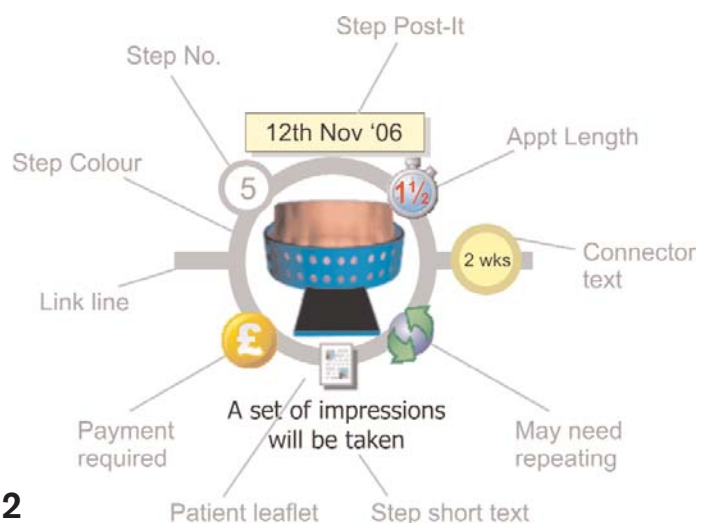 Step Post-It
Step No.
12th Nov ‘06
Appt Length
Step Colour
5
1½
2 wks
Connector
text
Link line
£
A set of impressions
will be taken
Payment
required
May need
repeating
2
Patient leaflet
Step short text